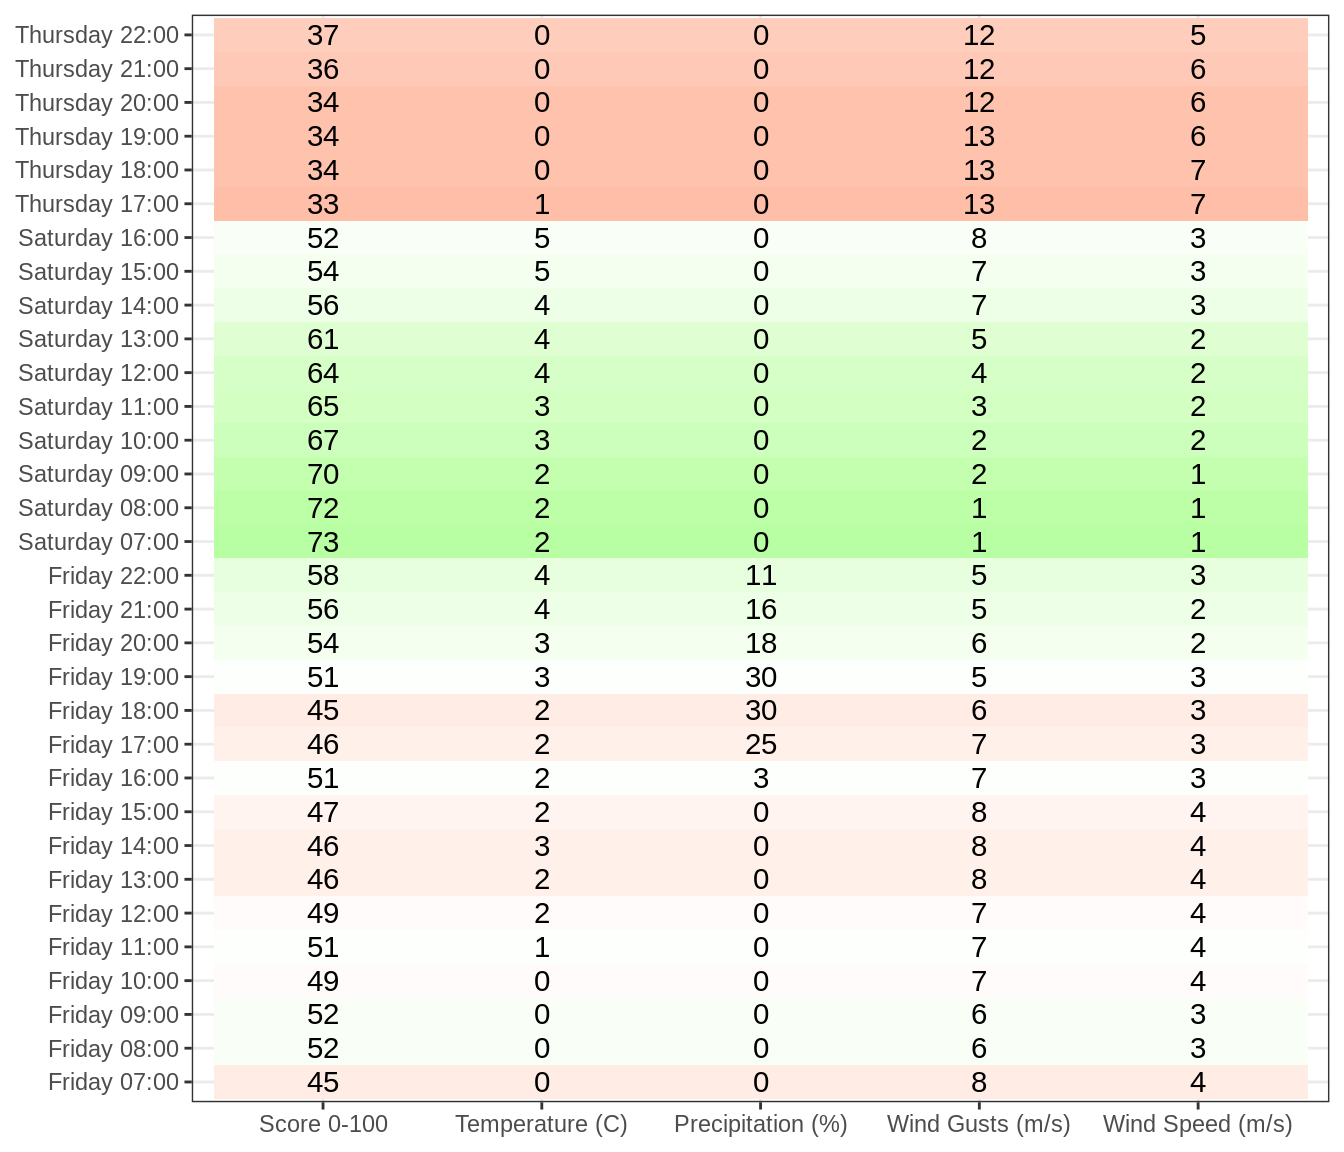 Thursday 22:00 37 0 0 12 5
Thursday 21:00 36 0 0 12 6
Thursday 20:00 34 0 0 12 6
Thursday 19:00 34 0 0 13 6
Thursday 18:00 34 0 0 13 7
Thursday 17:00 33 1 0 13 7
Saturday 16:00 52 5 0 8 3
Saturday 15:00 54 5 0 7 3
Saturday 14:00 56 4 0 7 3
Saturday 13:00 61 4 0 5 2
Saturday 12:00 64 4 0 4 2
Saturday 11:00 65 3 0 3 2
Saturday 10:00 67 3 0 2 2
Saturday 09:00 70 2 0 2 1
Saturday 08:00 72 2 0 1 1
Saturday 07:00 73 2 0 1 1
Friday 22:00 58 4 11 5 3
Friday 21:00 56 4 16 5 2
Friday 20:00 54 3 18 6 2
Friday 19:00 51 3 30 5 3
Friday 18:00 45 2 30 6 3
Friday 17:00 46 2 25 7 3
Friday 16:00 51 2 3 7 3
Friday 15:00 47 2 0 8 4
Friday 14:00 46 3 0 8 4
Friday 13:00 46 2 0 8 4
Friday 12:00 49 2 0 7 4
Friday 11:00 51 1 0 7 4
Friday 10:00 49 0 0 7 4
Friday 09:00 52 0 0 6 3
Friday 08:00 52 0 0 6 3
Friday 07:00 45 0 0 8 4
Score 0-100 Temperature (C) Precipitation (%) Wind Gusts (m/s) Wind Speed (m/s)